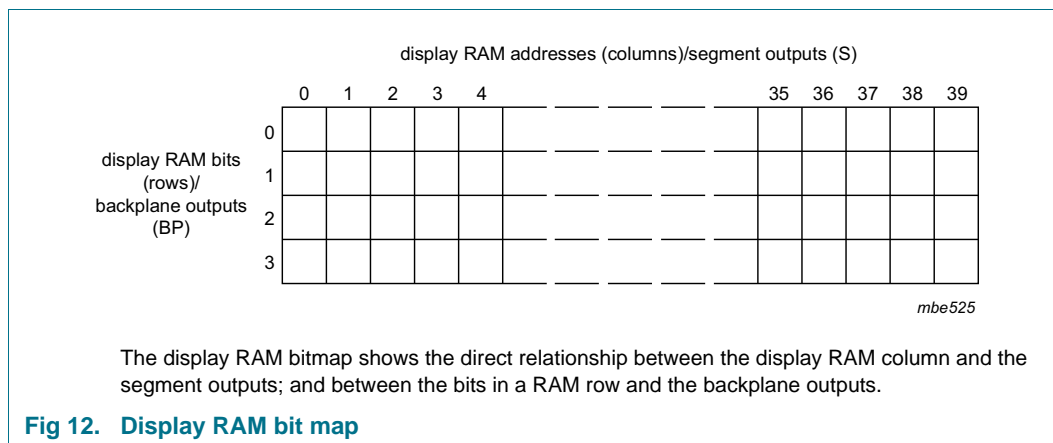 display RAM addresses (columns)/segment outputs (S)
0 1 2 3 4 35 36 37 38 39
0
display RAM bits
(rows)/
backplane outputs
(BP)
1
2
3
mbe525
The display RAM bitmap shows the direct relationship between the display RAM column and the
segment outputs; and between the bits in a RAM row and the backplane outputs.
Fig 12. Display RAM bit map